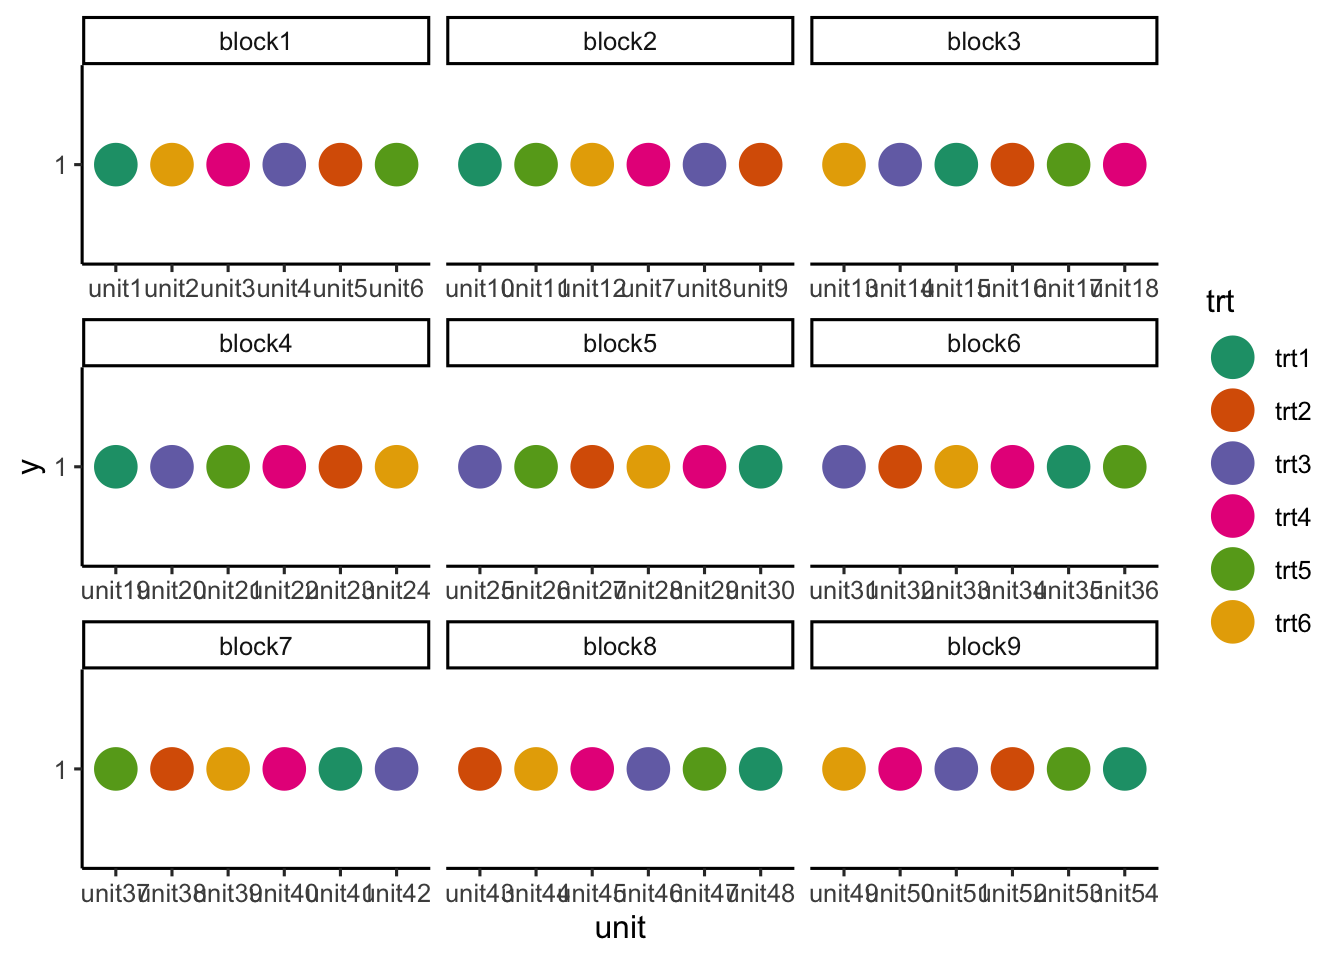 block1 block2 block3
1
unit1 unit2 unit3 unit4 unit5 unit6 unit10 unit11 unit12 unit7 unit8 unit9 unit13 unit14 unit15 unit16 unit17 unit18
block4 block5 block6
y 1
unit19 unit20 unit21 unit22 unit23 unit24 unit25 unit26 unit27 unit28 unit29 unit30 unit31 unit32 unit33 unit34 unit35 unit36
block7 block8 block9
1
unit37 unit38 unit39 unit40 unit41 unit42 unit43 unit44 unit45 unit46 unit47 unit48 unit49 unit50 unit51 unit52 unit53 unit54
unit
trt
trt1
trt2
trt3
trt4
trt5
trt6